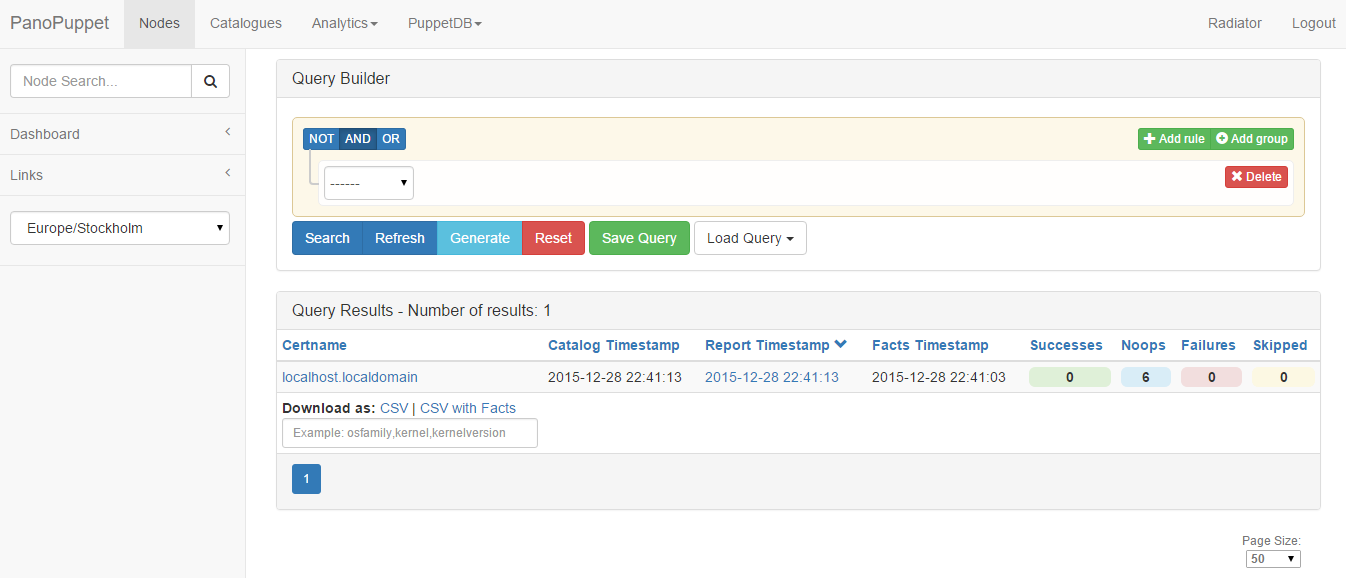 PanoPuppet Nodes Catalogues Analytics PuppetDB Radiator Logout
Node Search...
Dashboard
Links
Europe/Stockholm
Query Builder
NOT AND OR Add rule Add group
------ Delete
Search Refresh Generate Reset Save Query Load Query
Query Results - Number of results: 1
Certname Catalog Timestamp Report Timestamp Facts Timestamp Successes Noops Failures Skipped
localhost.localdomain 2015-12-28 22:41:13 2015-12-28 22:41:13 2015-12-28 22:41:03 0 6 0 0
Download as: CSV | CSV with Facts
Example: osfamily,kernel,kernelversion
1
Page Size:
50